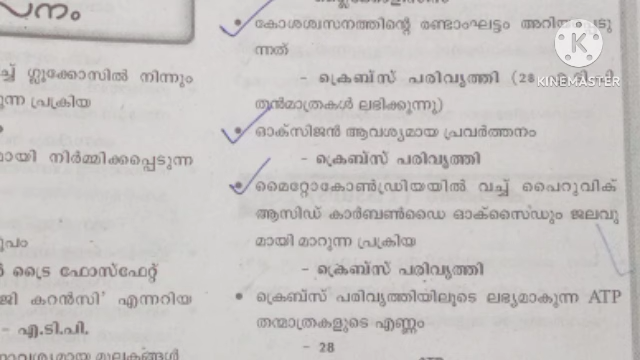 പനം
ച്ച് ഗ്ലൂക്കോസിൽ നിന്നും
ന്ന പ്രക്രിയ
മായി നിർമ്മിക്കപ്പെടുന്ന
രൂപം
ട്രൈ ഫോസ്ഫേറ്റ്
ജി കറൻസി' എന്നറിയ
- എ.ടി.പി.
കോശശ്വസനത്തിന്റെ രണ്ടാംഘട്ടം
ന്നത്
- ക്രെബ്സ് പരിവൃത്തി (28
തന്മാത്രകൾ ലഭിക്കുന്നു)
ഓക്സിജൻ ആവശ്യമായ പ്രവർത്തനം
- ക്രെബ്സ് പരിവൃത്തി
മൈറ്റോകോൺഡ്രിയയിൽ വച്ച് പൈറുവിക്
ആസിഡ് കാർബൺഡൈ ഓക്സൈഡും ജലവു
മായി മാറുന്ന പ്രക്രിയ
- ക്രെബ്സ് പരിവൃത്തി
• ക്രെബ്സ് പരിവൃത്തിയിലൂടെ ലഭ്യമാകുന്ന ATP
തന്മാത്രകളുടെ എണ്ണം
- 28
K
KINEMASTER